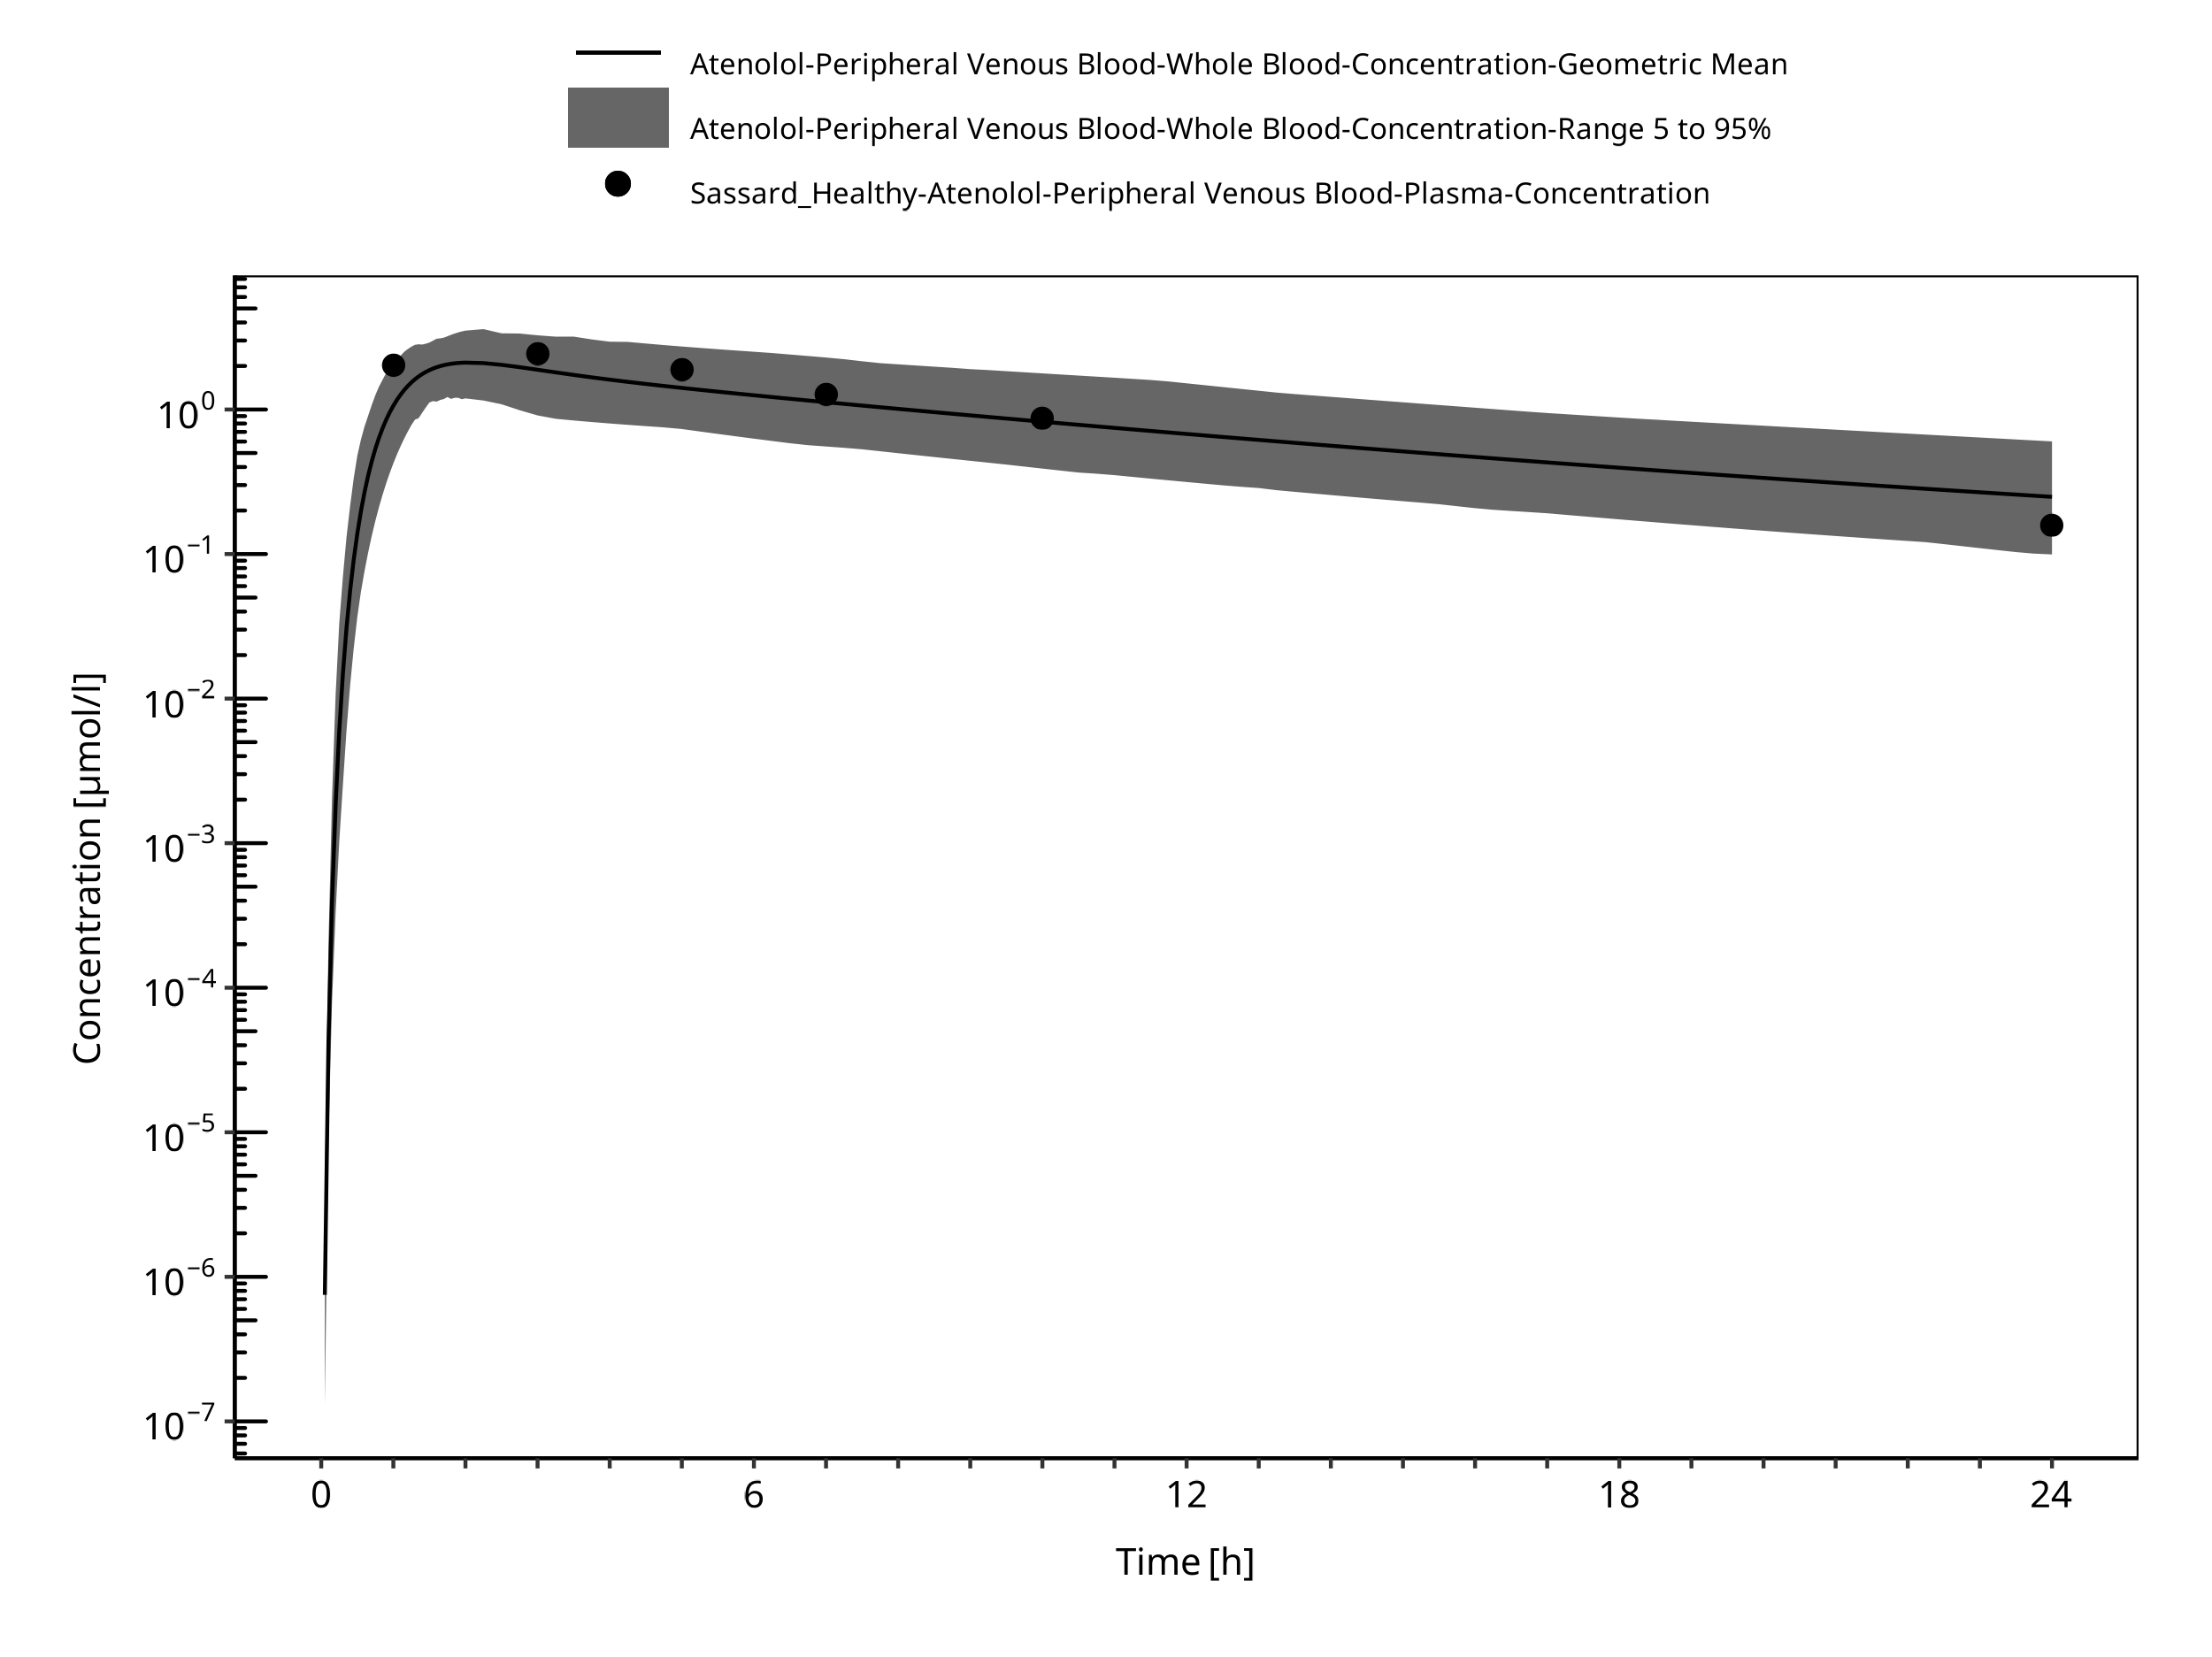 Atenolol-Peripheral Venous Blood-Whole Blood-Concentration-Geometric Mean
Atenolol-Peripheral Venous Blood-Whole Blood-Concentration-Range 5 to 95%
Sassard_Healthy-Atenolol-Peripheral Venous Blood-Plasma-Concentration
Concentration [µmol/l]
10⁰
10⁻¹
10⁻²
10⁻³
10⁻⁴
10⁻⁵
10⁻⁶
10⁻⁷
0 6 12 18 24
Time [h]